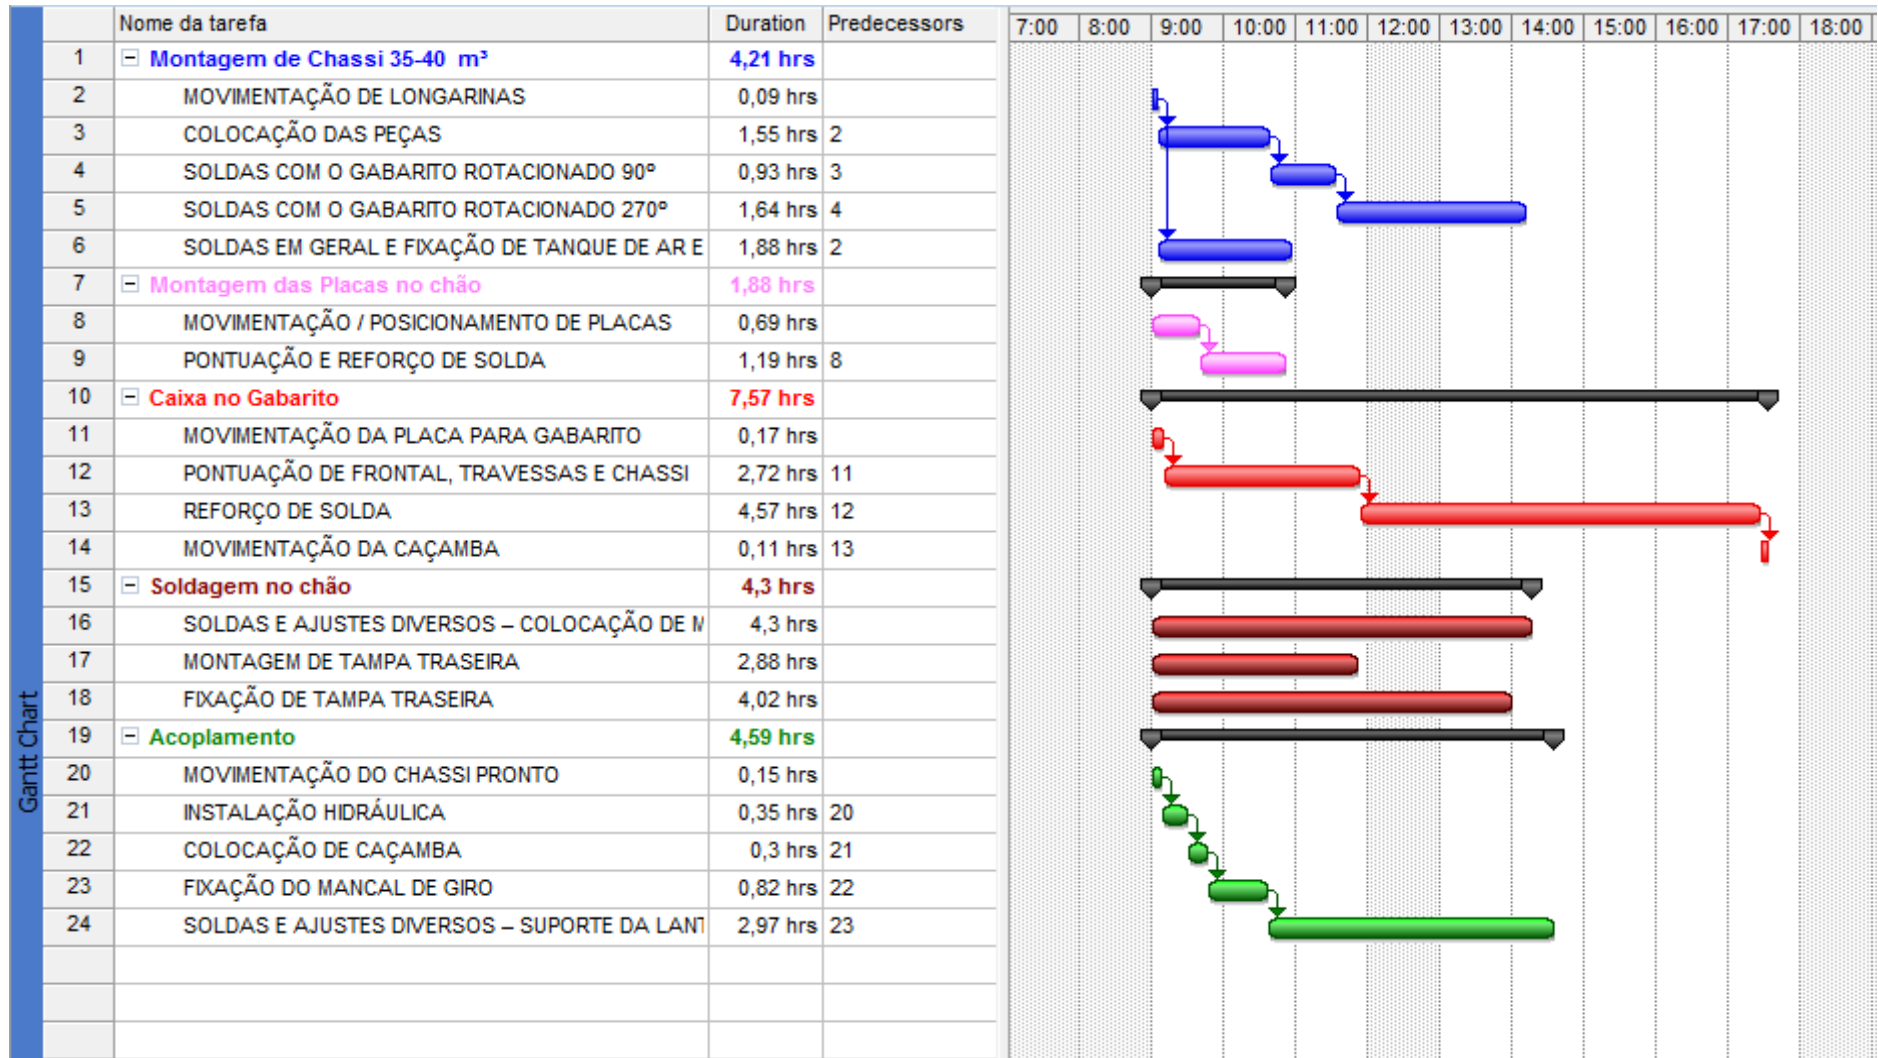 Nome da tarefa Duration Predecessors 7:00 8:00 9:00 10:00 11:00 12:00 13:00 14:00 15:00 16:00 17:00 18:00
1 Montagem de Chassi 35-40 m³ 4,21 hrs
2 MOVIMENTAÇÃO DE LONGARINAS 0,09 hrs
3 COLOCAÇÃO DAS PEÇAS 1,55 hrs 2
4 SOLDAS COM O GABARITO ROTACIONADO 90º 0,93 hrs 3
5 SOLDAS COM O GABARITO ROTACIONADO 270º 1,64 hrs 4
6 SOLDAS EM GERAL E FIXAÇÃO DE TANQUE DE AR E 1,88 hrs 2
7 Montagem das Placas no chão 1,88 hrs
8 MOVIMENTAÇÃO / POSICIONAMENTO DE PLACAS 0,69 hrs
9 PONTUAÇÃO E REFORÇO DE SOLDA 1,19 hrs 8
10 Caixa no Gabarito 7,57 hrs
11 MOVIMENTAÇÃO DA PLACA PARA GABARITO 0,17 hrs
12 PONTUAÇÃO DE FRONTAL, TRAVESSAS E CHASSI 2,72 hrs 11
13 REFORÇO DE SOLDA 4,57 hrs 12
14 MOVIMENTAÇÃO DA CAÇAMBA 0,11 hrs 13
15 Soldagem no chão 4,3 hrs
16 SOLDAS E AJUSTES DIVERSOS – COLOCAÇÃO DE 4,3 hrs
17 MONTAGEM DE TAMPA TRASEIRA 2,88 hrs
18 FIXAÇÃO DE TAMPA TRASEIRA 4,02 hrs
19 Acoplamento 4,59 hrs
20 MOVIMENTAÇÃO DO CHASSI PRONTO 0,15 hrs
21 INSTALAÇÃO HIDRÁULICA 0,35 hrs 20
22 COLOCAÇÃO DE CAÇAMBA 0,3 hrs 21
23 FIXAÇÃO DO MANCAL DE GIRO 0,82 hrs 22
24 SOLDAS E AJUSTES DIVERSOS – SUPORTE DA 2,97 hrs 23
Gantt Chart